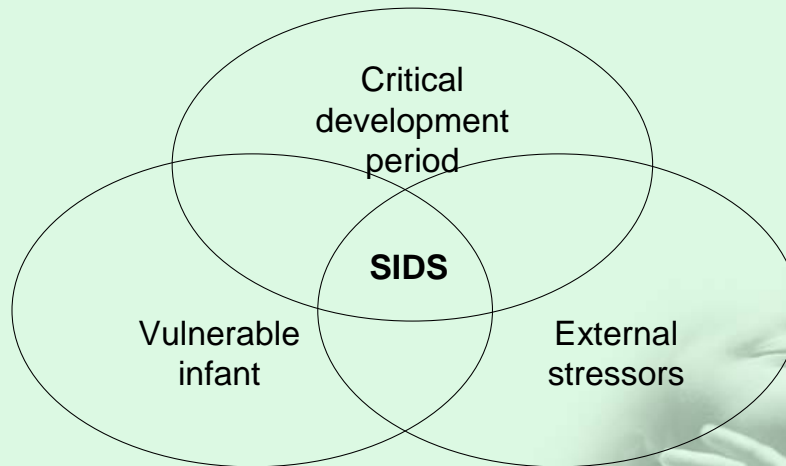 Critical
development
period
SIDS
Vulnerable
infant
External
stressors